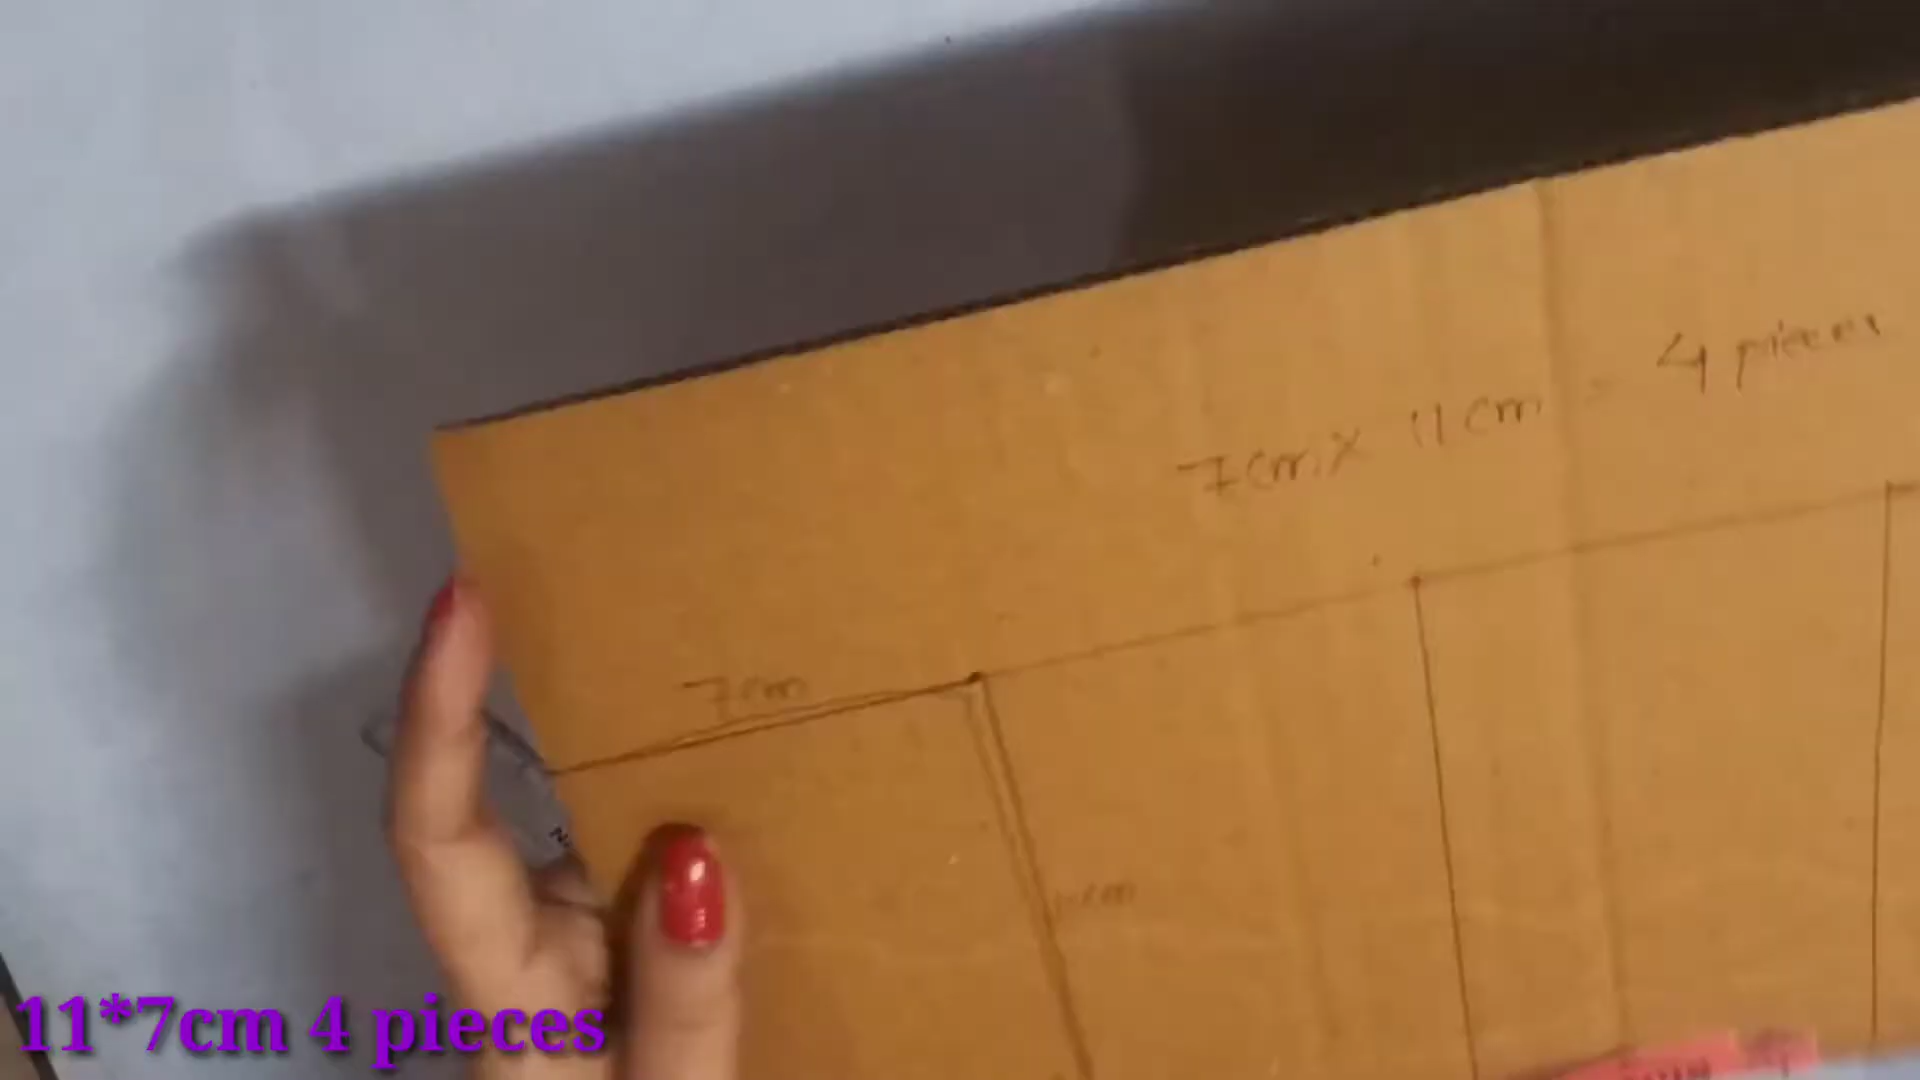 7cm x 11cm = 4 pieces
7cm
11*7cm 4 pieces